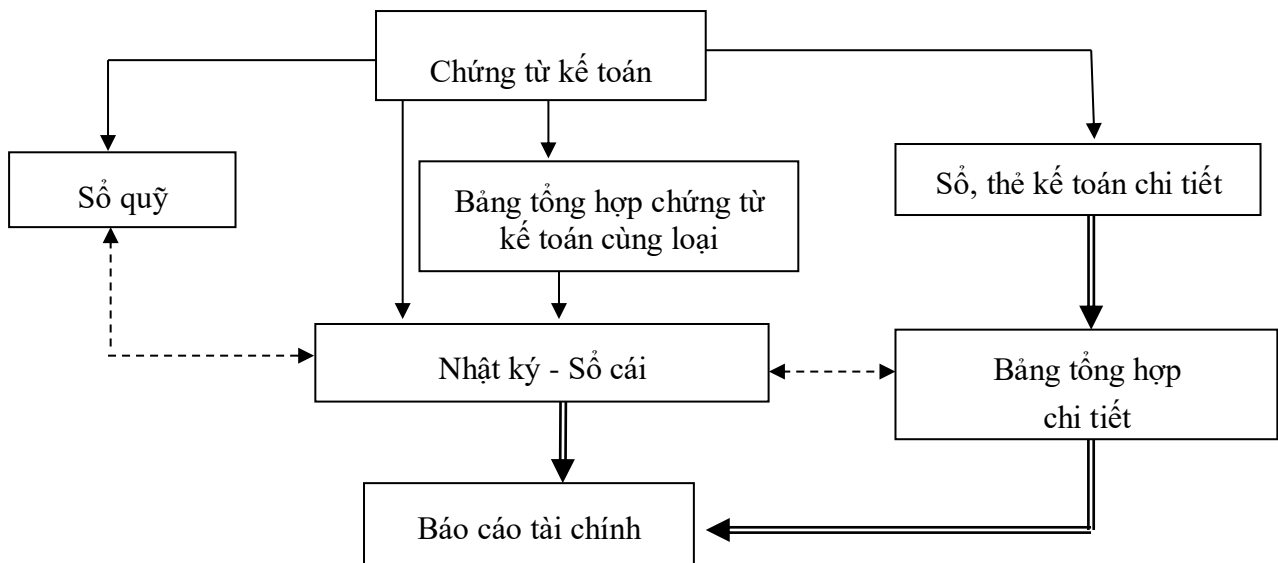 Chứng từ kế toán
Sổ quỹ
Bảng tổng hợp chứng từ
kế toán cùng loại
Sổ, thẻ kế toán chi tiết
Nhật ký - Sổ cái
Bảng tổng hợp
chi tiết
Báo cáo tài chính